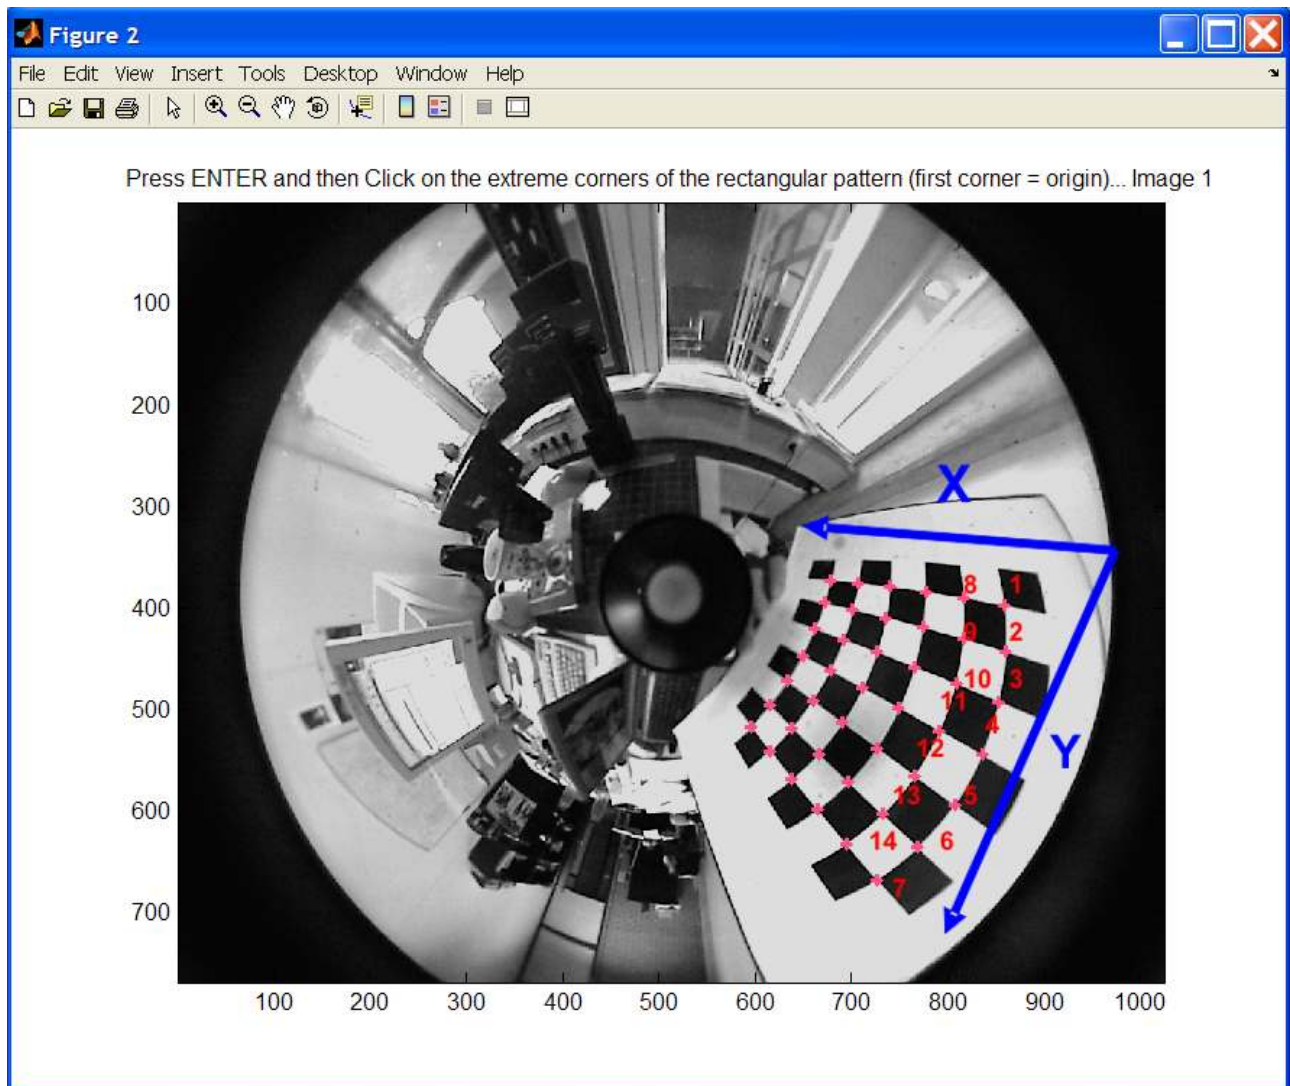 Figure 2
File Edit View Insert Tools Desktop Window Help
Press ENTER and then Click on the extreme corners of the rectangular pattern (first corner = origin)... Image 1
100
200
300
400
500
600
700
X
8 1
9 2
10 3
11
4
12
Y
13 5
14 6
7
100 200 300 400 500 600 700 800 900 1000